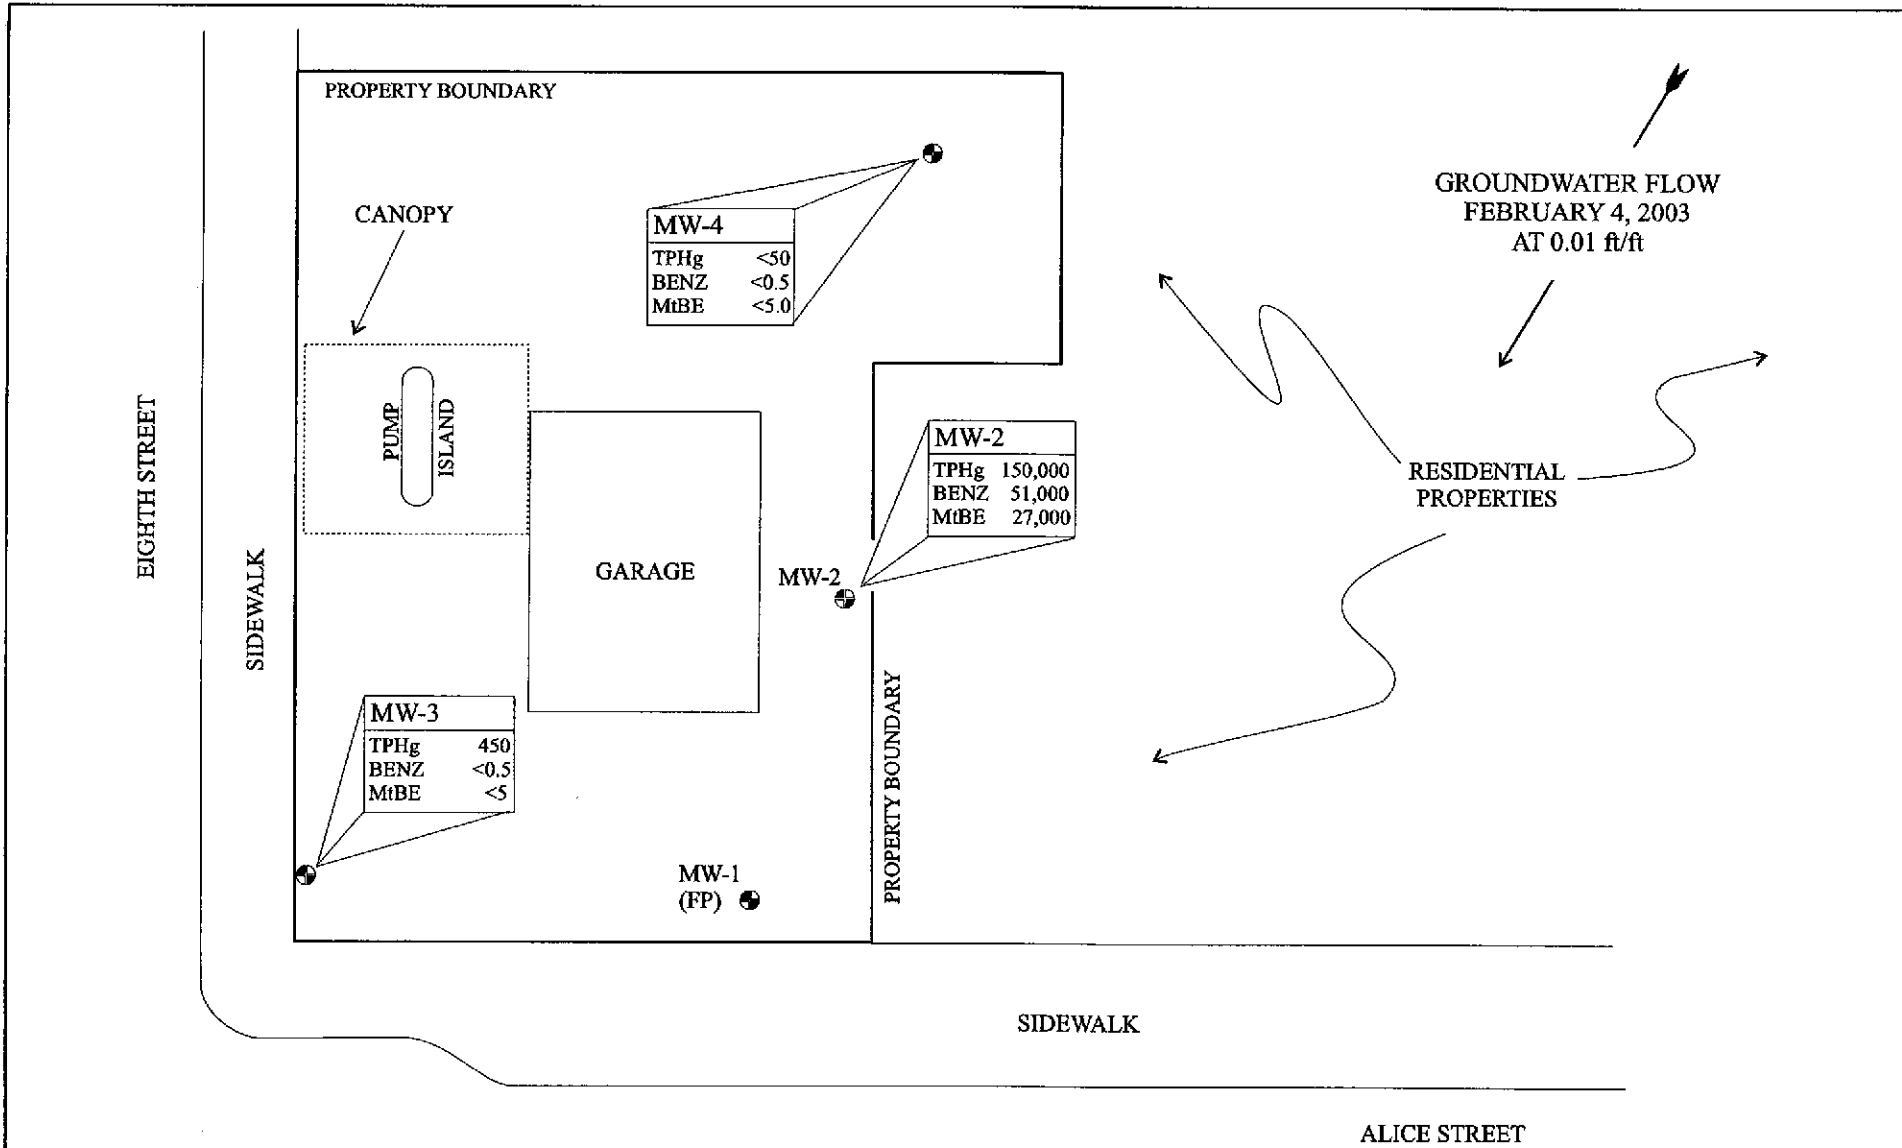 PROPERTY BOUNDARY
CANOPY
MW-4
TPHg <50
BENZ <0.5
MtBE <5.0
GROUNDWATER FLOW
FEBRUARY 4, 2003
AT 0.01 ft/ft
EIGHTH STREET
SIDEWALK
PUMP
ISLAND
GARAGE
MW-2
MW-2
TPHg 150,000
BENZ 51,000
MtBE 27,000
RESIDENTIAL
PROPERTIES
MW-3
TPHg 450
BENZ <0.5
MtBE <5
MW-1
(FP)
PROPERTY BOUNDARY
SIDEWALK
ALICE STREET